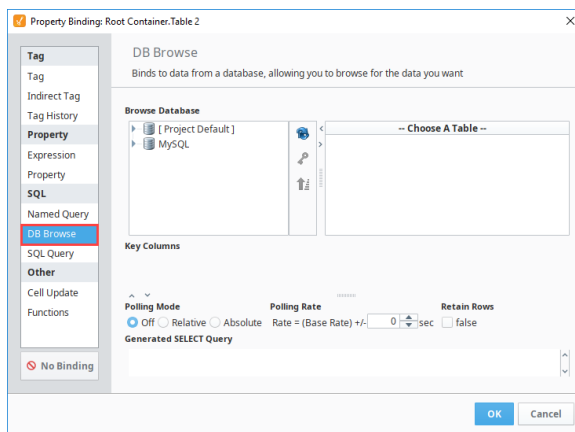 Property Binding: Root Container.Table 2
Tag
Tag
Indirect Tag
Tag History
Property
Expression
Property
SQL
Named Query
DB Browse
SQL Query
Other
Cell Update
Functions
No Binding
DB Browse
Binds to data from a database, allowing you to browse for the data you want
Browse Database
[ Project Default ]
MySQL
-- Choose A Table --
Key Columns
Polling Mode Polling Rate Retain Rows
Off Relative Absolute Rate = (Base Rate) +/- 0 sec false
Generated SELECT Query
OK Cancel